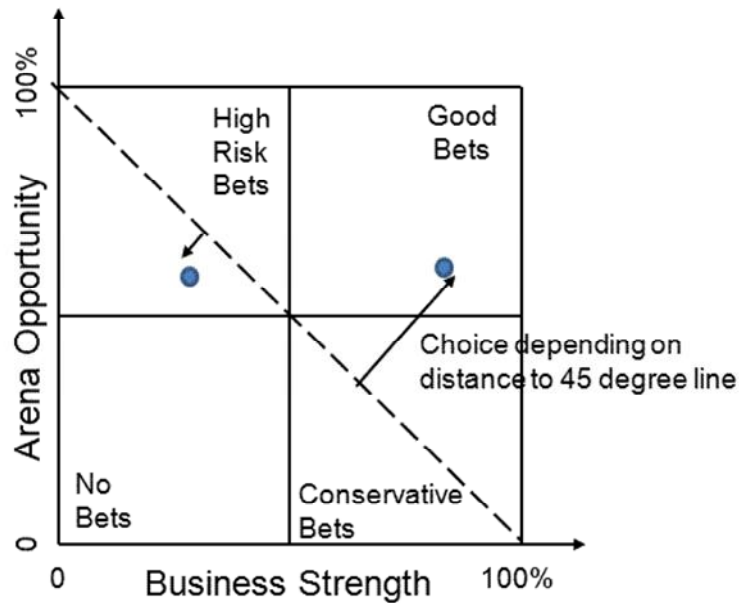 100%
High
Risk
Bets
Good
Bets
Arena Opportunity
Choice depending on
distance to 45 degree line
No
Bets
Conservative
Bets
0
0
Business Strength
100%